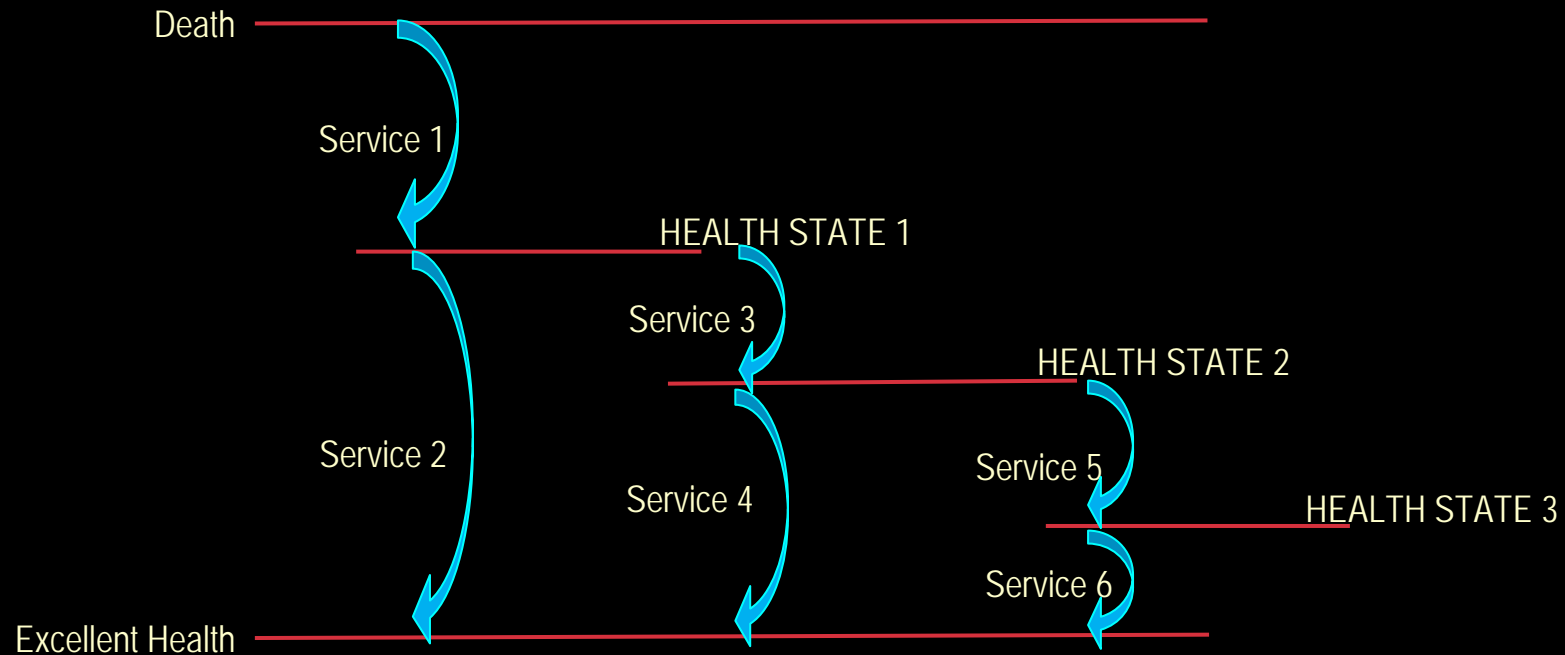 Death
Service 1
HEALTH STATE 1
Service 3
HEALTH STATE 2
Service 2
Service 5
Service 4
HEALTH STATE 3
Service 6
Excellent Health